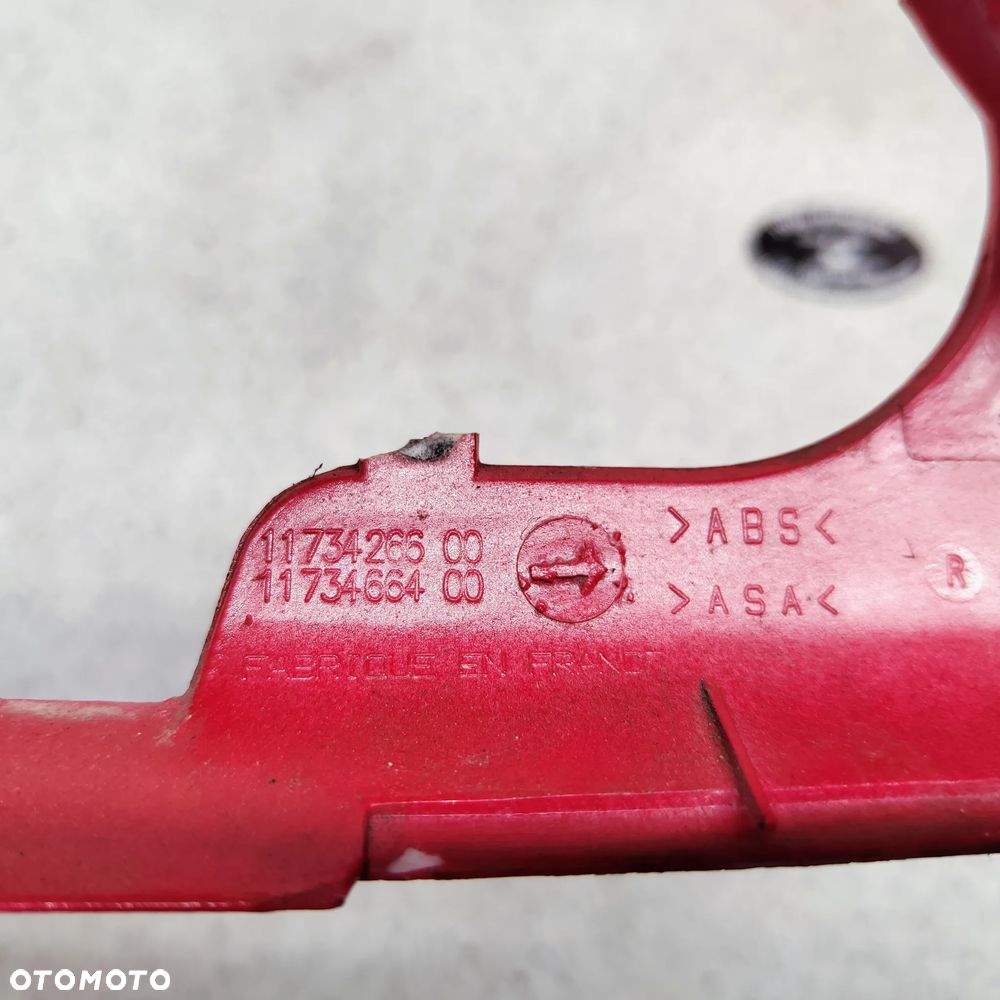 11734266 00
11734664 00
>ABS<
>ASA<
R
FABRIQUE EN FRANCE
OTOMOTO